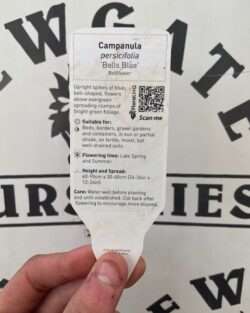 EWGATE
Campanula
persicifolia
'Bells Blue'
Bellflower
Upright spikes of blue,
bell-shaped, flowers
above evergreen
spreading clumps of
bright green foliage.
Scan me
Suitable for:
Beds, borders, gravel gardens
and containers. In sun or partial
shade, on fertile, moist, but
well-drained soils.
Flowering time: Late Spring
and Summer.
Height and Spread:
Care: Water well before planting
and until established. Cut back after
flowering to encourage more blooms.
URSERIES